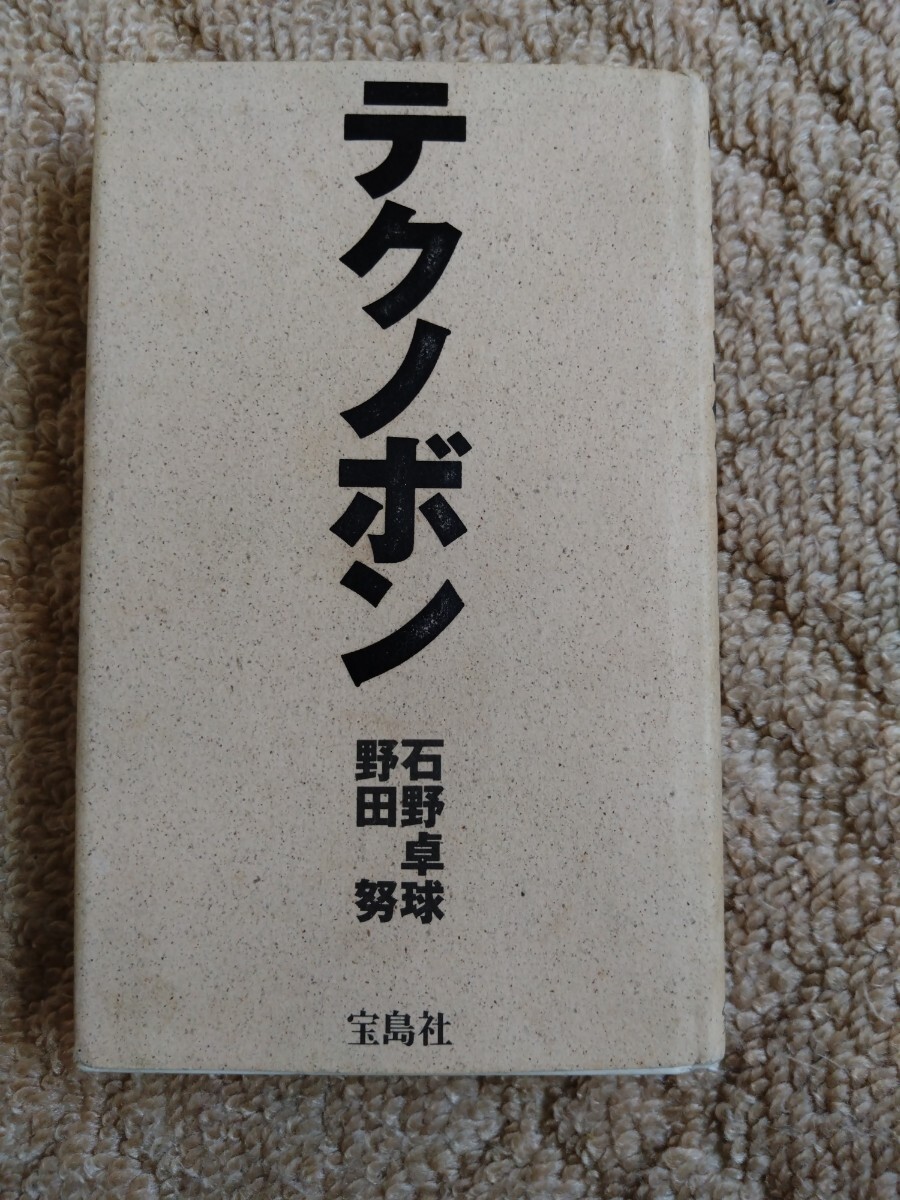 テクノボン
石野卓球
野田 努
宝島社